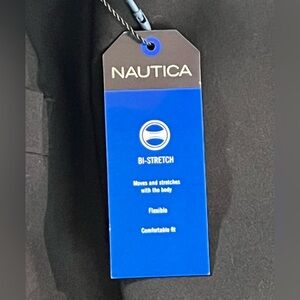 NAUTICA
BI-STRETCH
Moves and stretches
with the body
Flexible
Comfortable fit